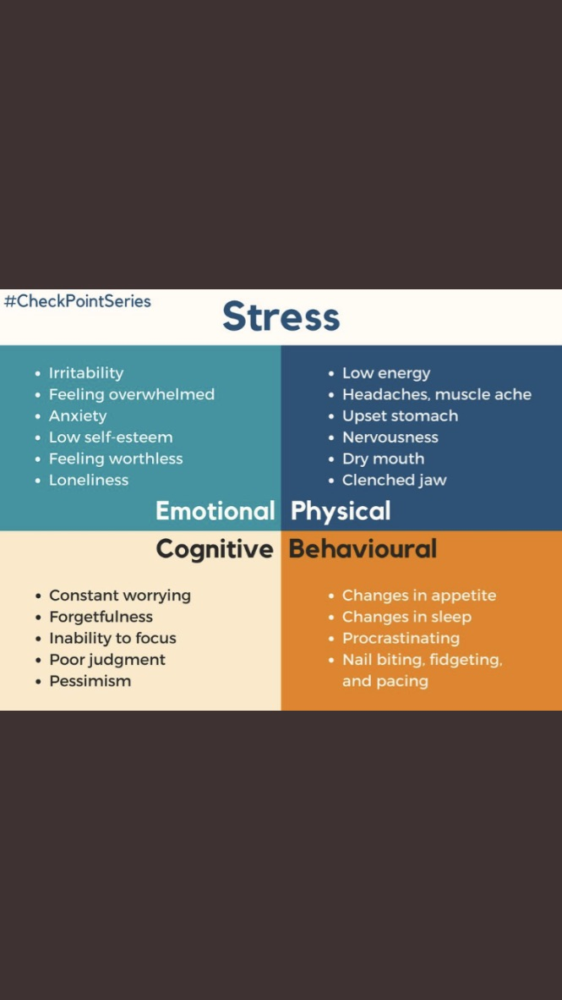 #CheckPointSeries
Stress
• Irritability
• Feeling overwhelmed
• Anxiety
• Low self-esteem
• Feeling worthless
• Loneliness
Emotional
• Low energy
• Headaches, muscle ache
• Upset stomach
• Nervousness
• Dry mouth
• Clenched jaw
Physical
Cognitive
• Constant worrying
• Forgetfulness
• Inability to focus
• Poor judgment
• Pessimism
Behavioural
• Changes in appetite
• Changes in sleep
• Procrastinating
• Nail biting, fidgeting,
and pacing